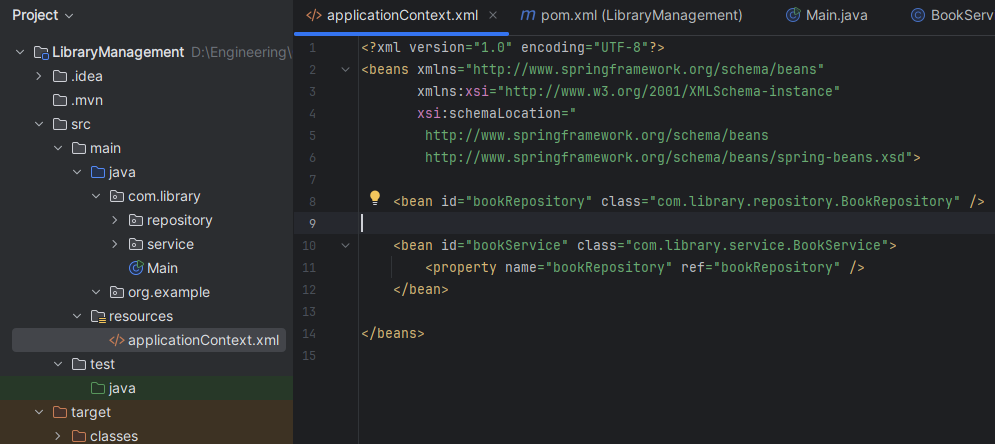 Project
LibraryManagement D:\Engineering\
.idea
.mvn
src
main
java
com.library
repository
service
Main
org.example
resources
applicationContext.xml
test
java
target
classes
applicationContext.xml pom.xml (LibraryManagement) Main.java BookServ
1 <?xml version="1.0" encoding="UTF-8"?>
2 <beans xmlns="http://www.springframework.org/schema/beans"
3 xmlns:xsi="http://www.w3.org/2001/XMLSchema-instance"
4 xsi:schemaLocation="
5 http://www.springframework.org/schema/beans
6 http://www.springframework.org/schema/beans/spring-beans.xsd">
7
8 <bean id="bookRepository" class="com.library.repository.BookRepository" />
9
10 <bean id="bookService" class="com.library.service.BookService">
11 <property name="bookRepository" ref="bookRepository" />
12 </bean>
13
14 </beans>
15